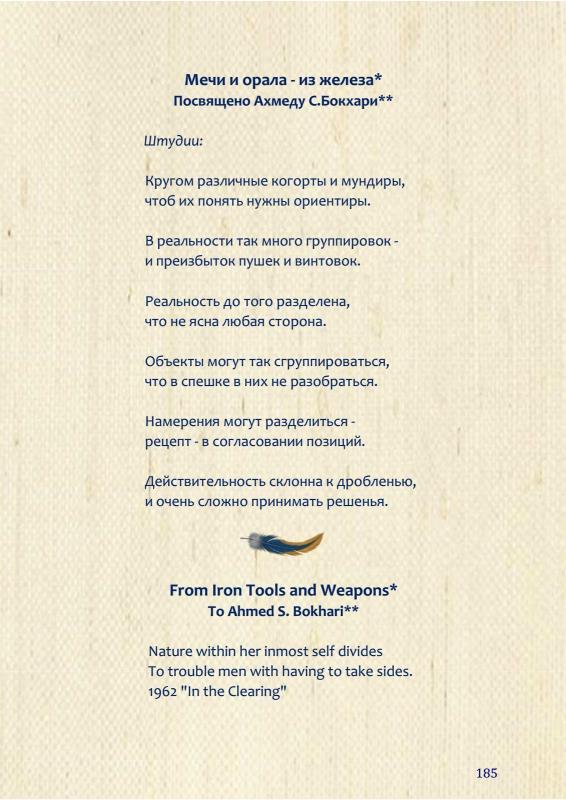 Мечи и орала - из железа*
Посвящено Ахмеду С.Бокхари**
Штудии:
Кругом различные когорты и мундиры,
чтоб их понять нужны ориентиры.
В реальности так много группировок -
и преизбыток пушек и винтовок.
Реальность до того разделена,
что не ясна любая сторона.
Объекты могут так сгруппироваться,
что в спешке в них не разобраться.
Намерения могут разделиться -
рецепт - в согласовании позиций.
Действительность склонна к дробленью,
и очень сложно принимать решенья.
From Iron Tools and Weapons*
To Ahmed S. Bokhari**
Nature within her inmost self divides
To trouble men with having to take sides.
1962 "In the Clearing"
185